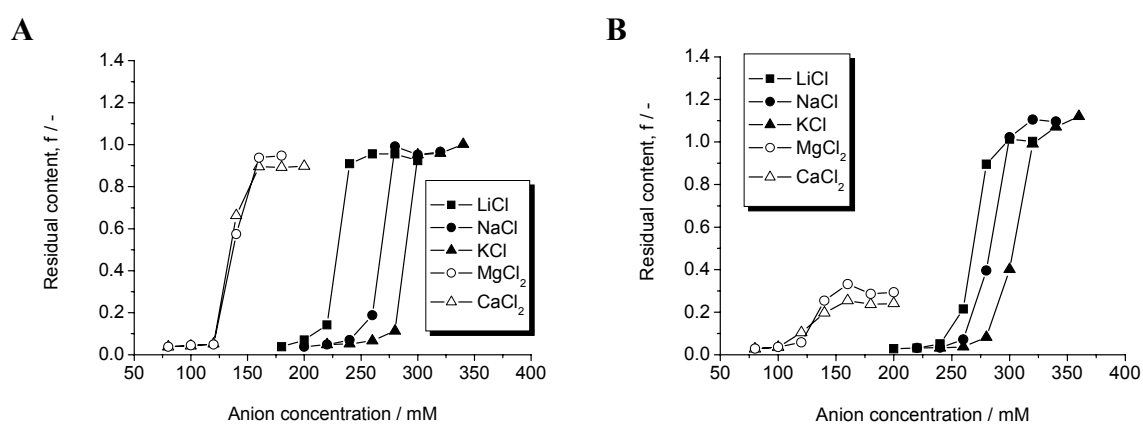 A
Residual content, f / -
1.4
1.2
1.0
0.8
0.6
0.4
0.2
0.0
50 100 150 200 250 300 350 400
Anion concentration / mM
LiCl
NaCl
KCl
MgCl₂
CaCl₂
B
Residual content, f / -
1.4
1.2
1.0
0.8
0.6
0.4
0.2
0.0
50 100 150 200 250 300 350 400
Anion concentration / mM
LiCl
NaCl
KCl
MgCl₂
CaCl₂